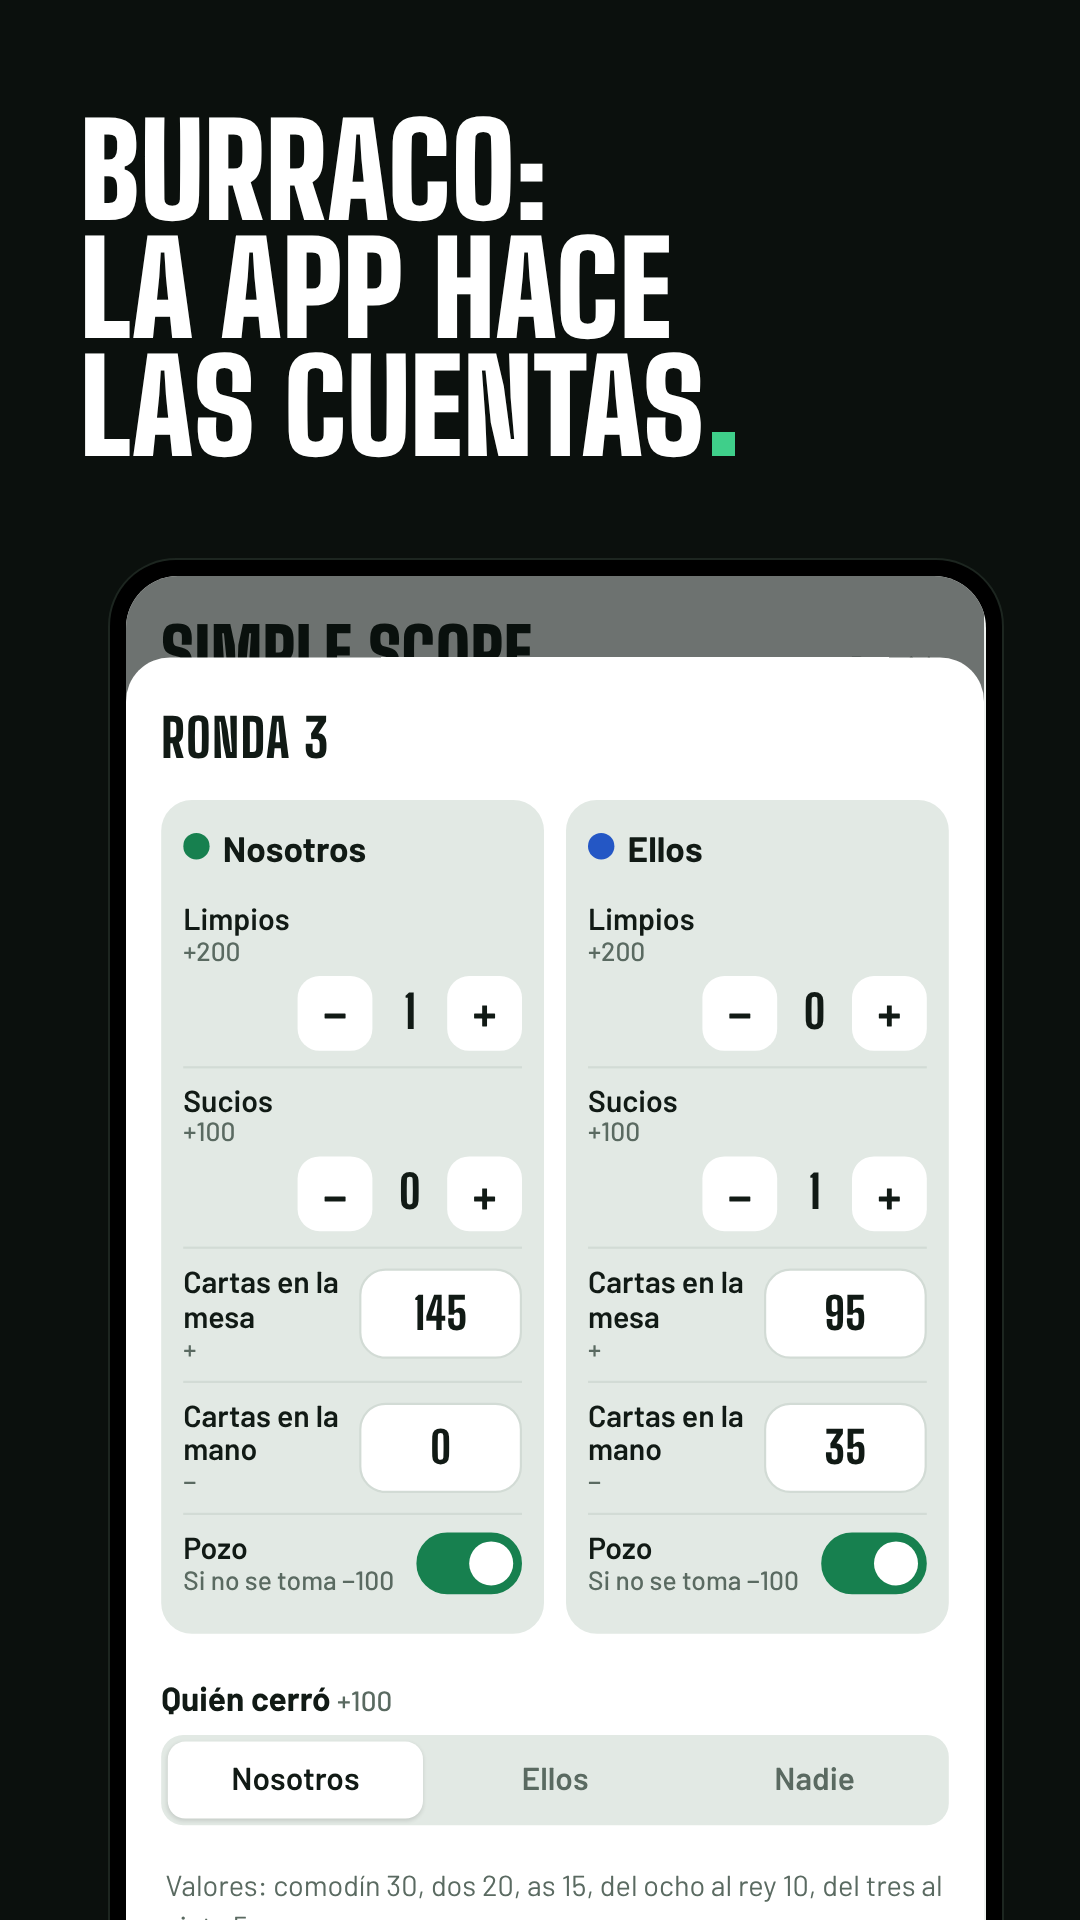 BURRACO:
LA APP HACE
LAS CUENTAS.
SIMPLE SCORE
RONDA 3
Nosotros
Limpios
+200
− 1 +
Sucios
+100
− 0 +
Cartas en la
mesa
+
145
Cartas en la
mano
−
0
Pozo
Si no se toma −100
Ellos
Limpios
+200
− 0 +
Sucios
+100
− 1 +
Cartas en la
mesa
+
95
Cartas en la
mano
−
35
Pozo
Si no se toma −100
Quién cerró +100
Nosotros Ellos Nadie
Valores: comodín 30, dos 20, as 15, del ocho al rey 10, del tres al